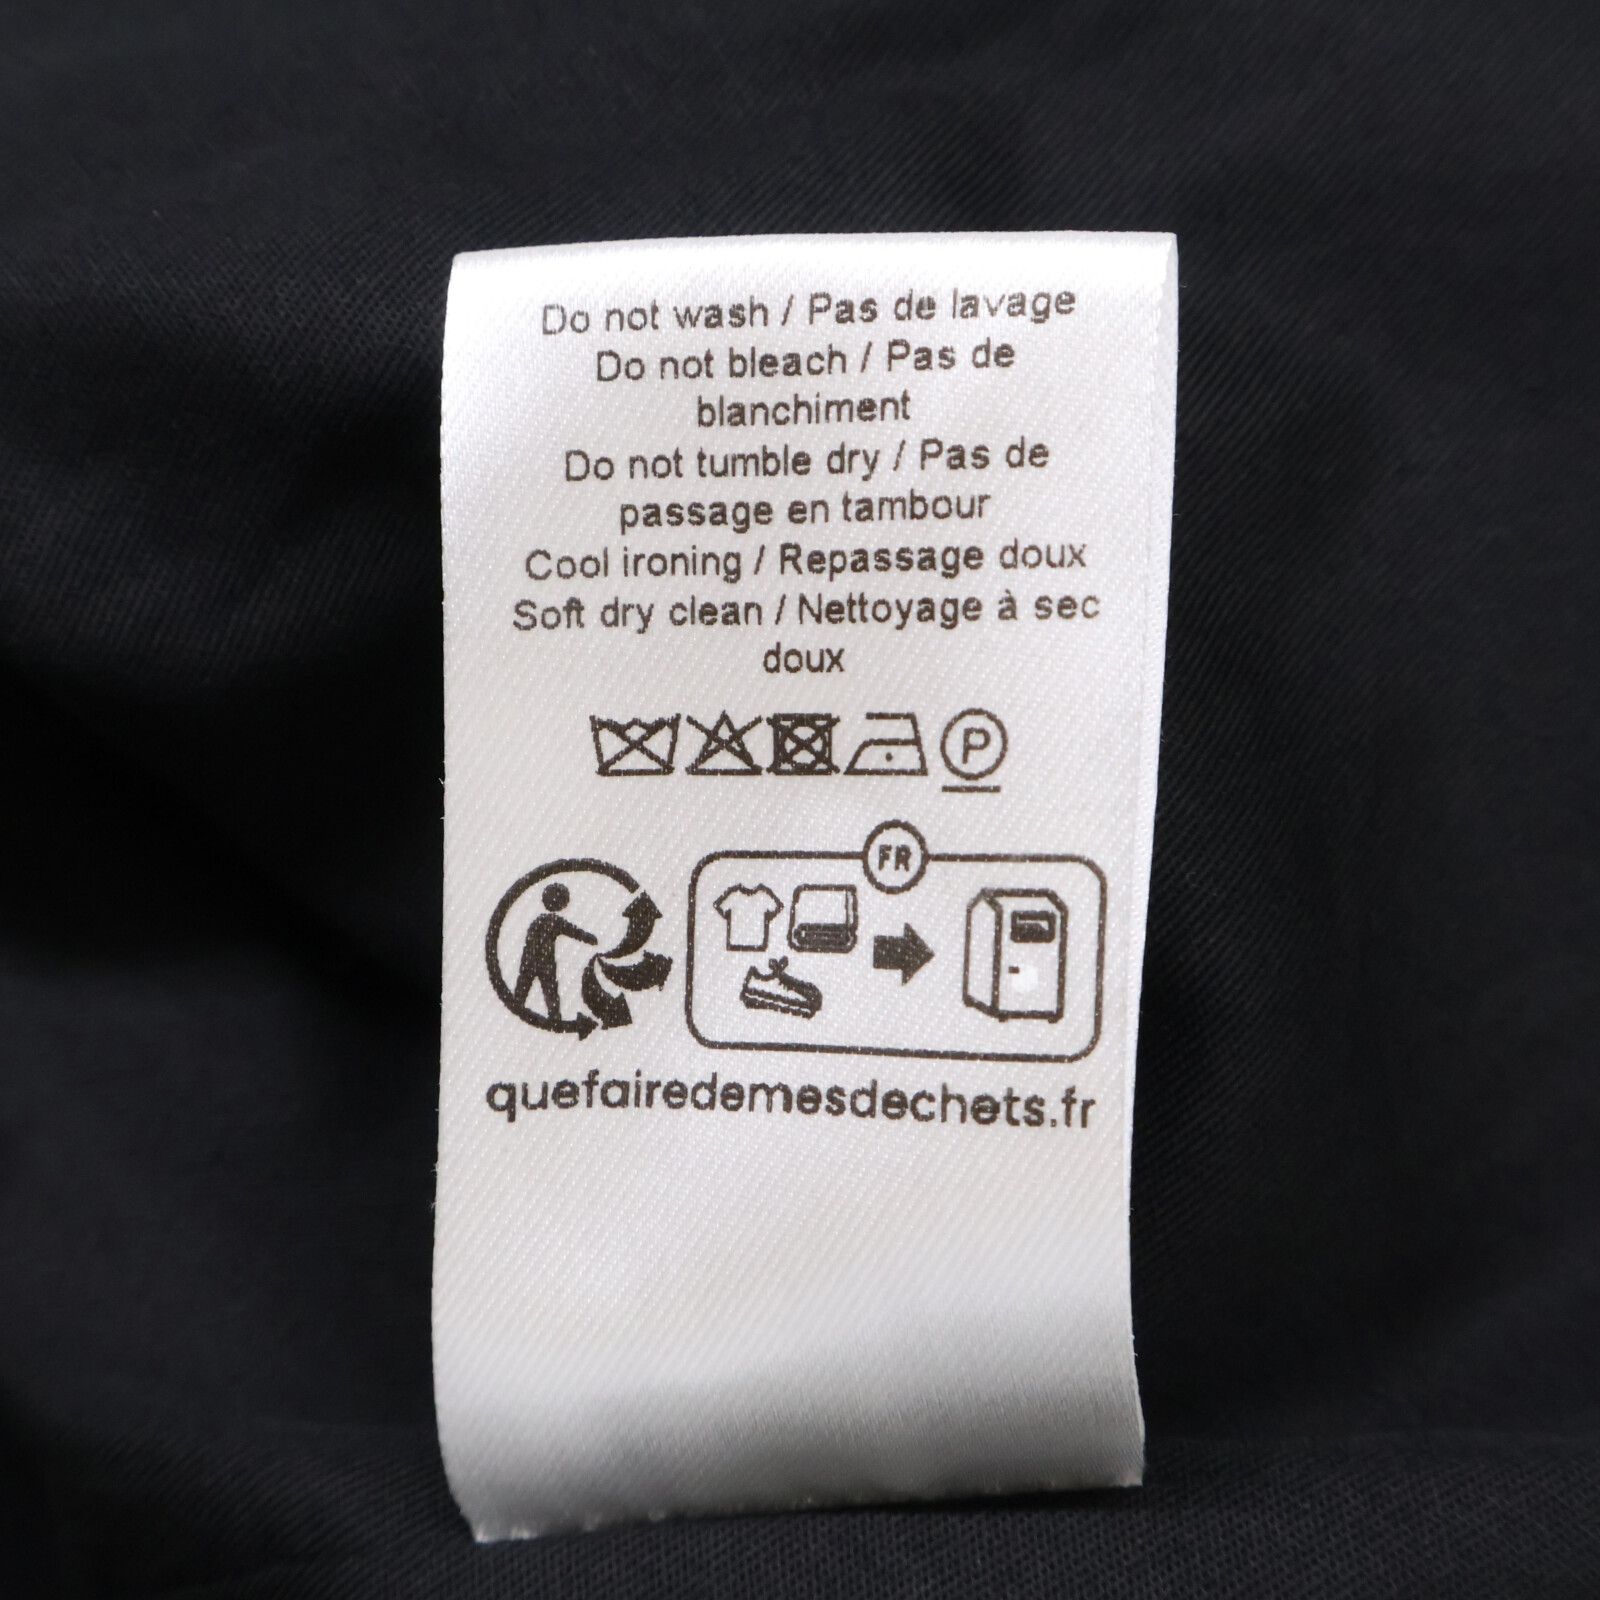 Do not wash / Pas de lavage
Do not bleach / Pas de
blanchiment
Do not tumble dry / Pas de
passage en tambour
Cool ironing / Repassage doux
Soft dry clean / Nettoyage à sec
doux
P
FR
quefairedemesdechets.fr